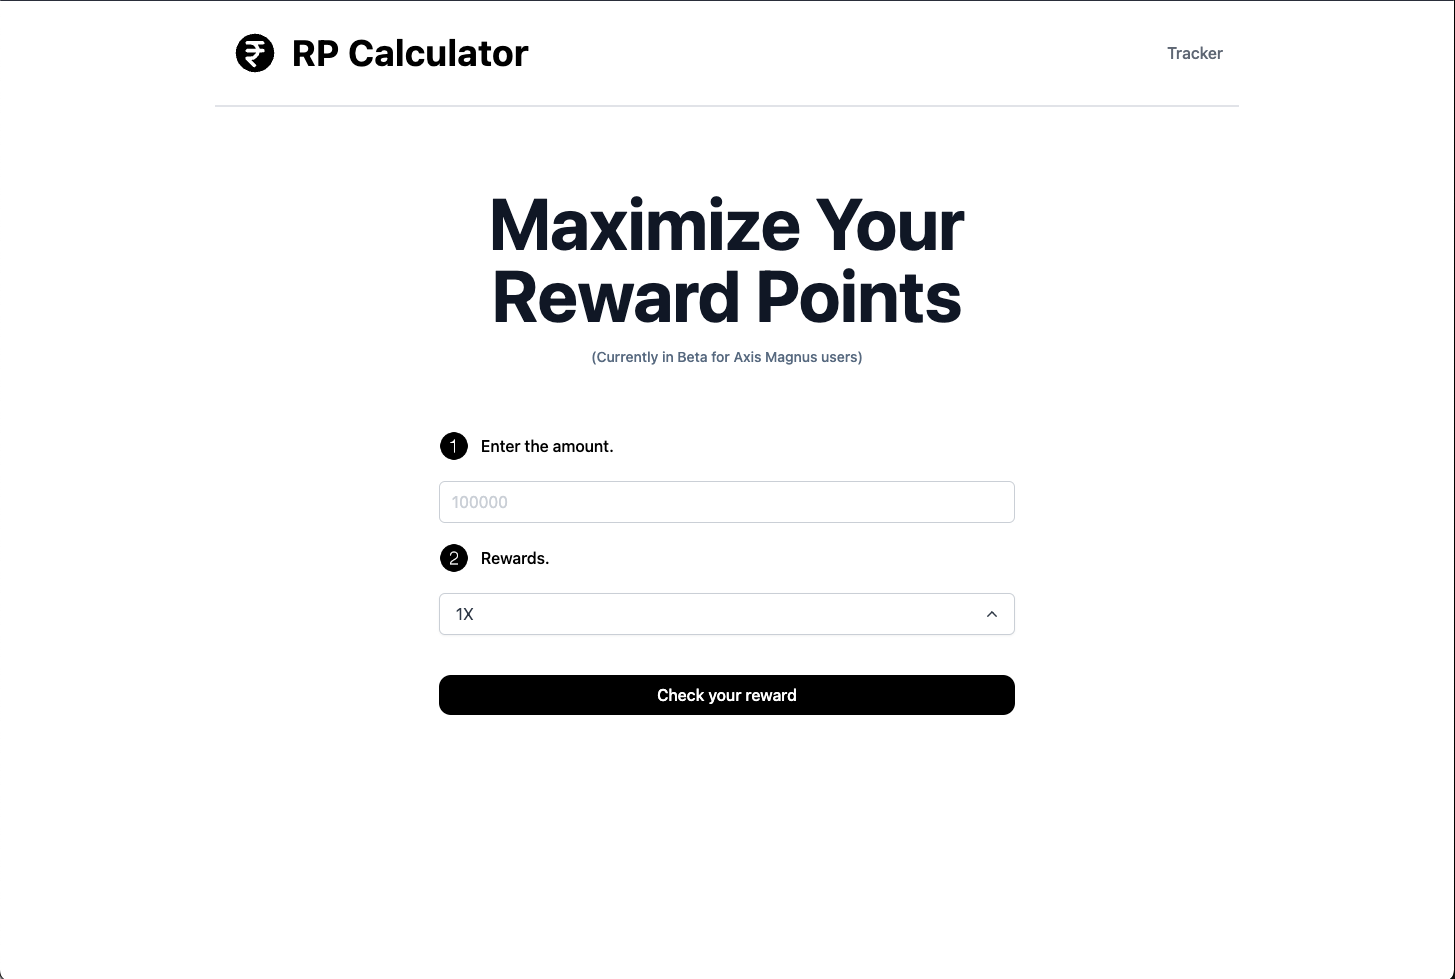 ₹ RP Calculator
Tracker
Maximize Your
Reward Points
(Currently in Beta for Axis Magnus users)
1 Enter the amount.
100000
2 Rewards.
1X
Check your reward